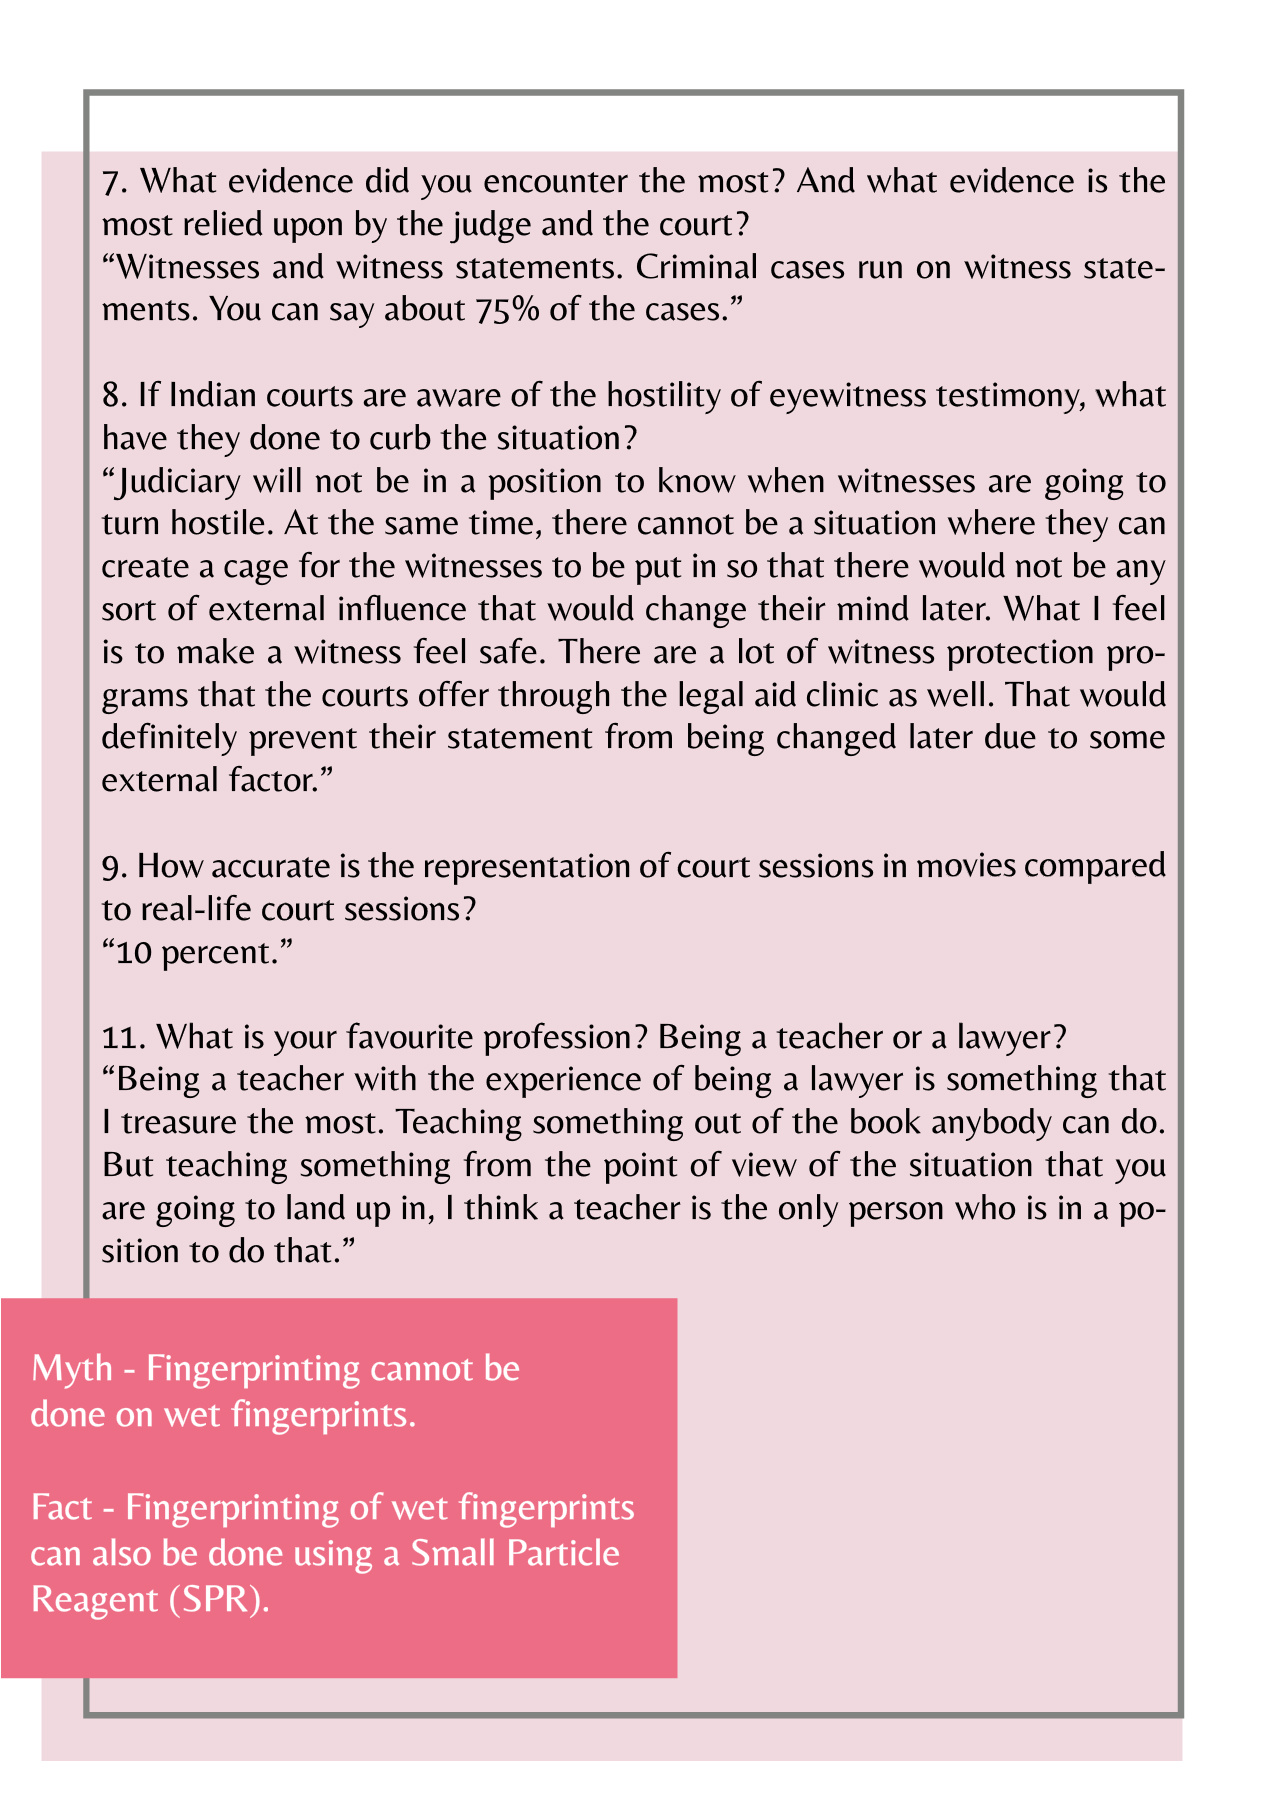 7. What evidence did you encounter the most? And what evidence is the
most relied upon by the judge and the court?
“Witnesses and witness statements. Criminal cases run on witness state-
ments. You can say about 75% of the cases.”
8. If Indian courts are aware of the hostility of eyewitness testimony, what
have they done to curb the situation?
“Judiciary will not be in a position to know when witnesses are going to
turn hostile. At the same time, there cannot be a situation where they can
create a cage for the witnesses to be put in so that there would not be any
sort of external influence that would change their mind later. What I feel
is to make a witness feel safe. There are a lot of witness protection pro-
grams that the courts offer through the legal aid clinic as well. That would
definitely prevent their statement from being changed later due to some
external factor.”
9. How accurate is the representation of court sessions in movies compared
to real-life court sessions?
“10 percent.”
11. What is your favourite profession? Being a teacher or a lawyer?
“Being a teacher with the experience of being a lawyer is something that
I treasure the most. Teaching something out of the book anybody can do.
But teaching something from the point of view of the situation that you
are going to land up in, I think a teacher is the only person who is in a po-
sition to do that.”
Myth - Fingerprinting cannot be
done on wet fingerprints.
Fact - Fingerprinting of wet fingerprints
can also be done using a Small Particle
Reagent (SPR).